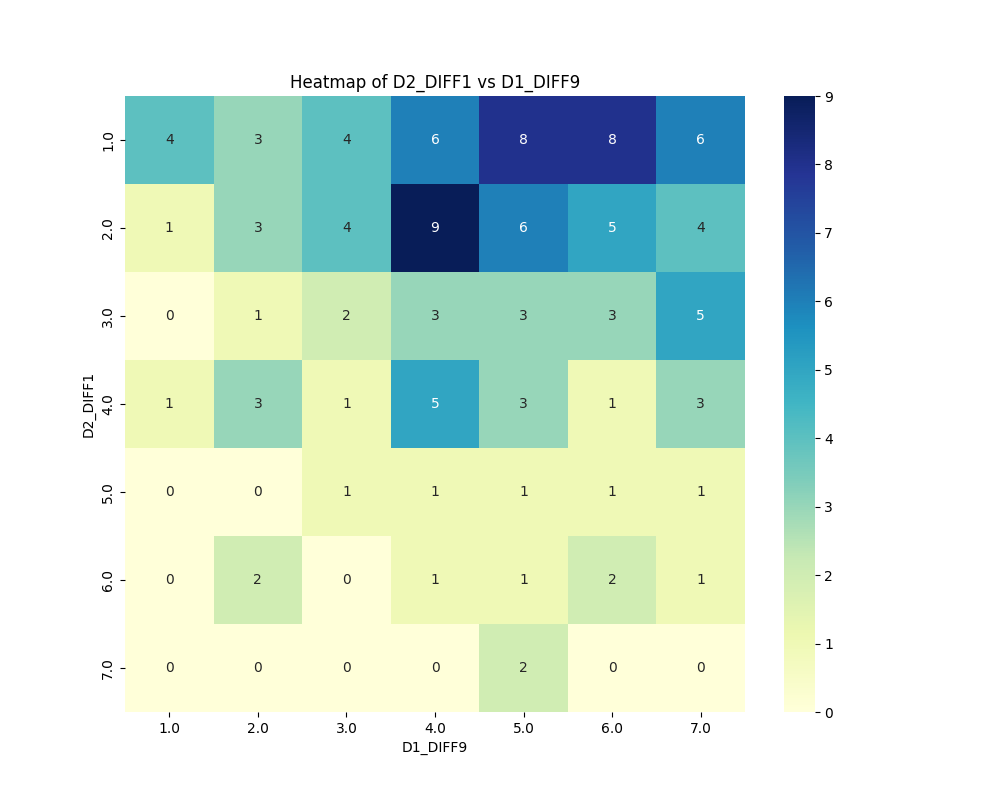 Heatmap of D2_DIFF1 vs D1_DIFF9
1.0 4 3 4 6 8 8 6
2.0 1 3 4 9 6 5 4
3.0 0 1 2 3 3 3 5
4.0 1 3 1 5 3 1 3
5.0 0 0 1 1 1 1 1
6.0 0 2 0 1 1 2 1
7.0 0 0 0 0 2 0 0
1.0 2.0 3.0 4.0 5.0 6.0 7.0
D1_DIFF9
D2_DIFF1
9
8
7
6
5
4
3
2
1
0